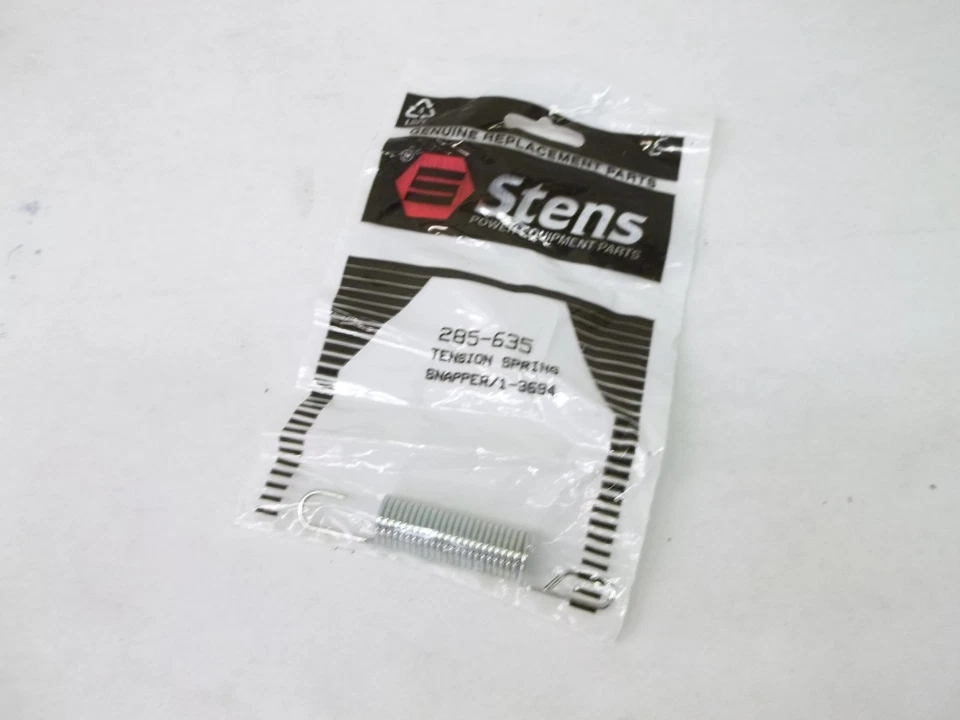 GENUINE REPLACEMENT PARTS
Stens
POWER EQUIPMENT PARTS
285-635
TENSION SPRING
SNAPPER/1-3694